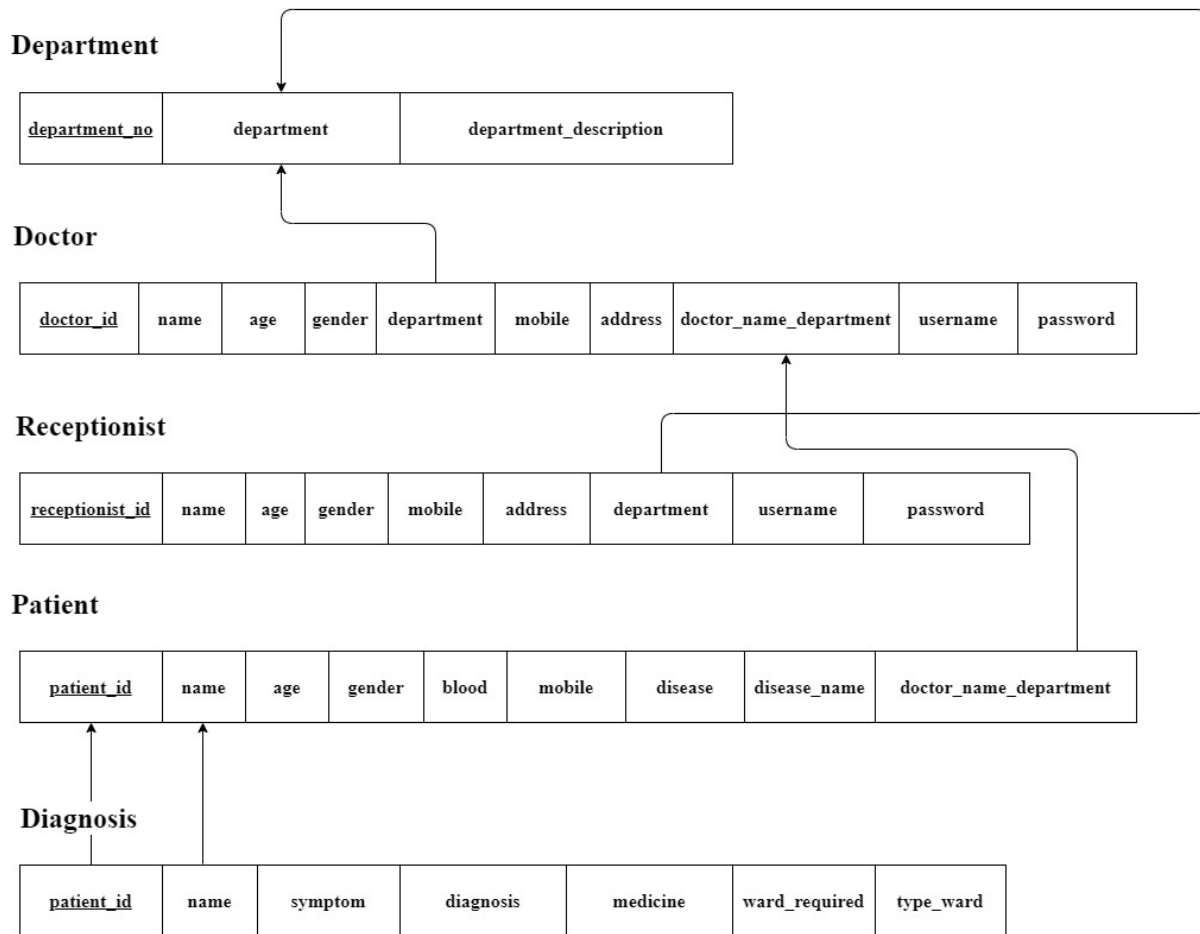 Department
department_no department department_description
Doctor
doctor_id name age gender department mobile address doctor_name_department username password
Receptionist
receptionist_id name age gender mobile address department username password
Patient
patient_id name age gender blood mobile disease disease_name doctor_name_department
Diagnosis
patient_id name symptom diagnosis medicine ward_required type_ward